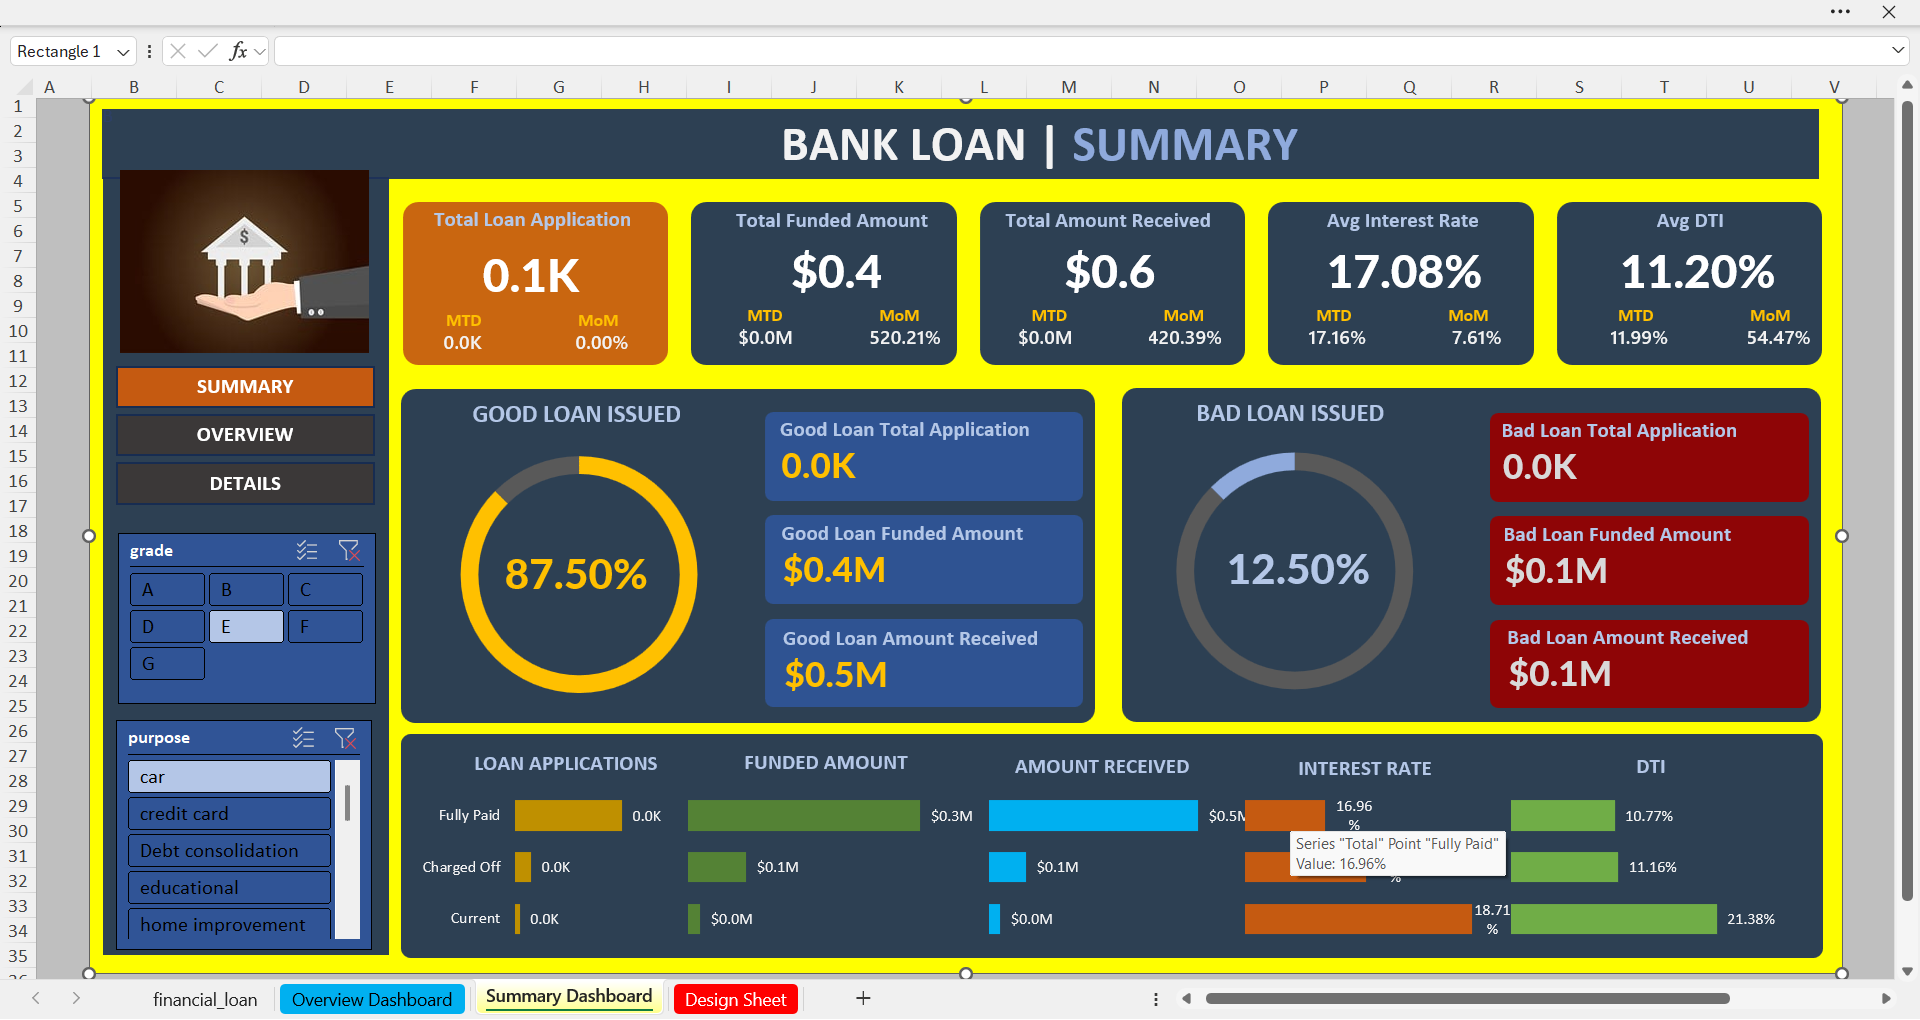 Rectangle 1
fx
A B C D E F G H I J K L M N O P Q R S T U V
1
2
3
4
5
6
7
8
9
10
11
12
13
14
15
16
17
18
19
20
21
22
23
24
25
26
27
28
29
30
31
32
33
34
35
BANK LOAN | SUMMARY
$
SUMMARY
OVERVIEW
DETAILS
grade
A B C
D E F
G
purpose
car
credit card
Debt consolidation
educational
home improvement
Total Loan Application
0.1K
MTD MoM
0.0K 0.00%
Total Funded Amount
$0.4
MTD MoM
$0.0M 520.21%
Total Amount Received
$0.6
MTD MoM
$0.0M 420.39%
Avg Interest Rate
17.08%
MTD MoM
17.16% 7.61%
Avg DTI
11.20%
MTD MoM
11.99% 54.47%
GOOD LOAN ISSUED
87.50%
Good Loan Total Application
0.0K
Good Loan Funded Amount
$0.4M
Good Loan Amount Received
$0.5M
BAD LOAN ISSUED
12.50%
Bad Loan Total Application
0.0K
Bad Loan Funded Amount
$0.1M
Bad Loan Amount Received
$0.1M
LOAN APPLICATIONS FUNDED AMOUNT AMOUNT RECEIVED INTEREST RATE DTI
Fully Paid 0.0K $0.3M $0.5M 16.96 % 10.77%
Series "Total" Point "Fully Paid"
Value: 16.96%
Charged Off 0.0K $0.1M $0.1M % 11.16%
Current 0.0K $0.0M $0.0M 18.71 % 21.38%
financial_loan Overview Dashboard Summary Dashboard Design Sheet